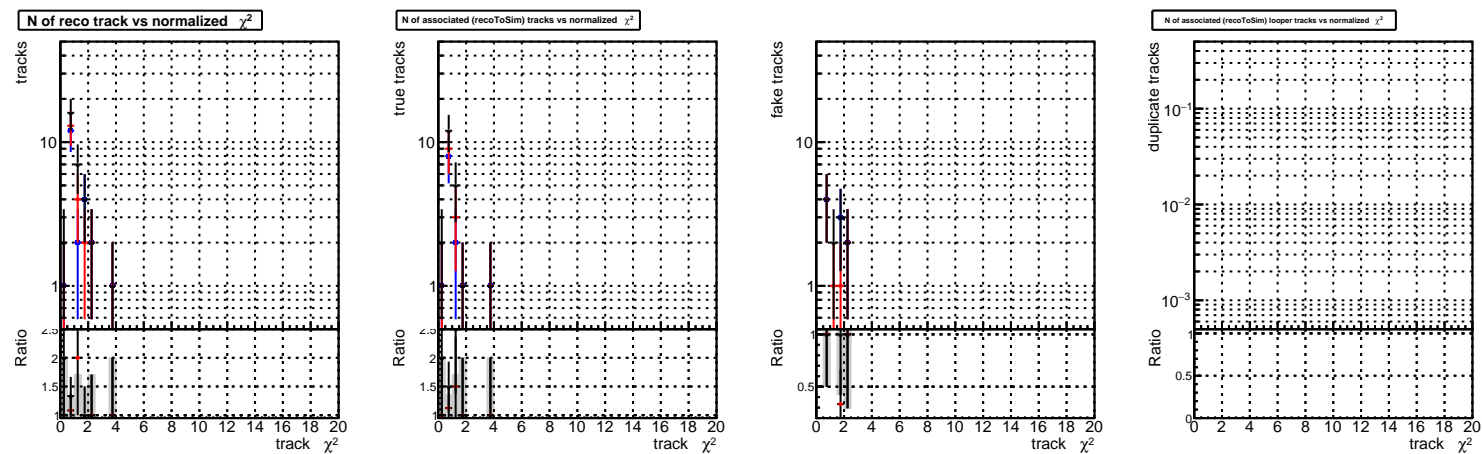 N of reco track vs normalized χ²
tracks
10
1
Ratio
2.5
2
1.5
1
0 2 4 6 8 10 12 14 16 18 20
track χ²
N of associated (recoToSim) tracks vs normalized χ²
true tracks
10
1
Ratio
2.5
2
1.5
1
0 2 4 6 8 10 12 14 16 18 20
track χ²
fake tracks
10
1
Ratio
1
0.5
0 2 4 6 8 10 12 14 16 18 20
track χ²
N of associated (recoToSim) looper tracks vs normalized χ²
duplicate tracks
10⁻¹
10⁻²
10⁻³
Ratio
1
0.5
0
0 2 4 6 8 10 12 14 16 18 20
track χ²